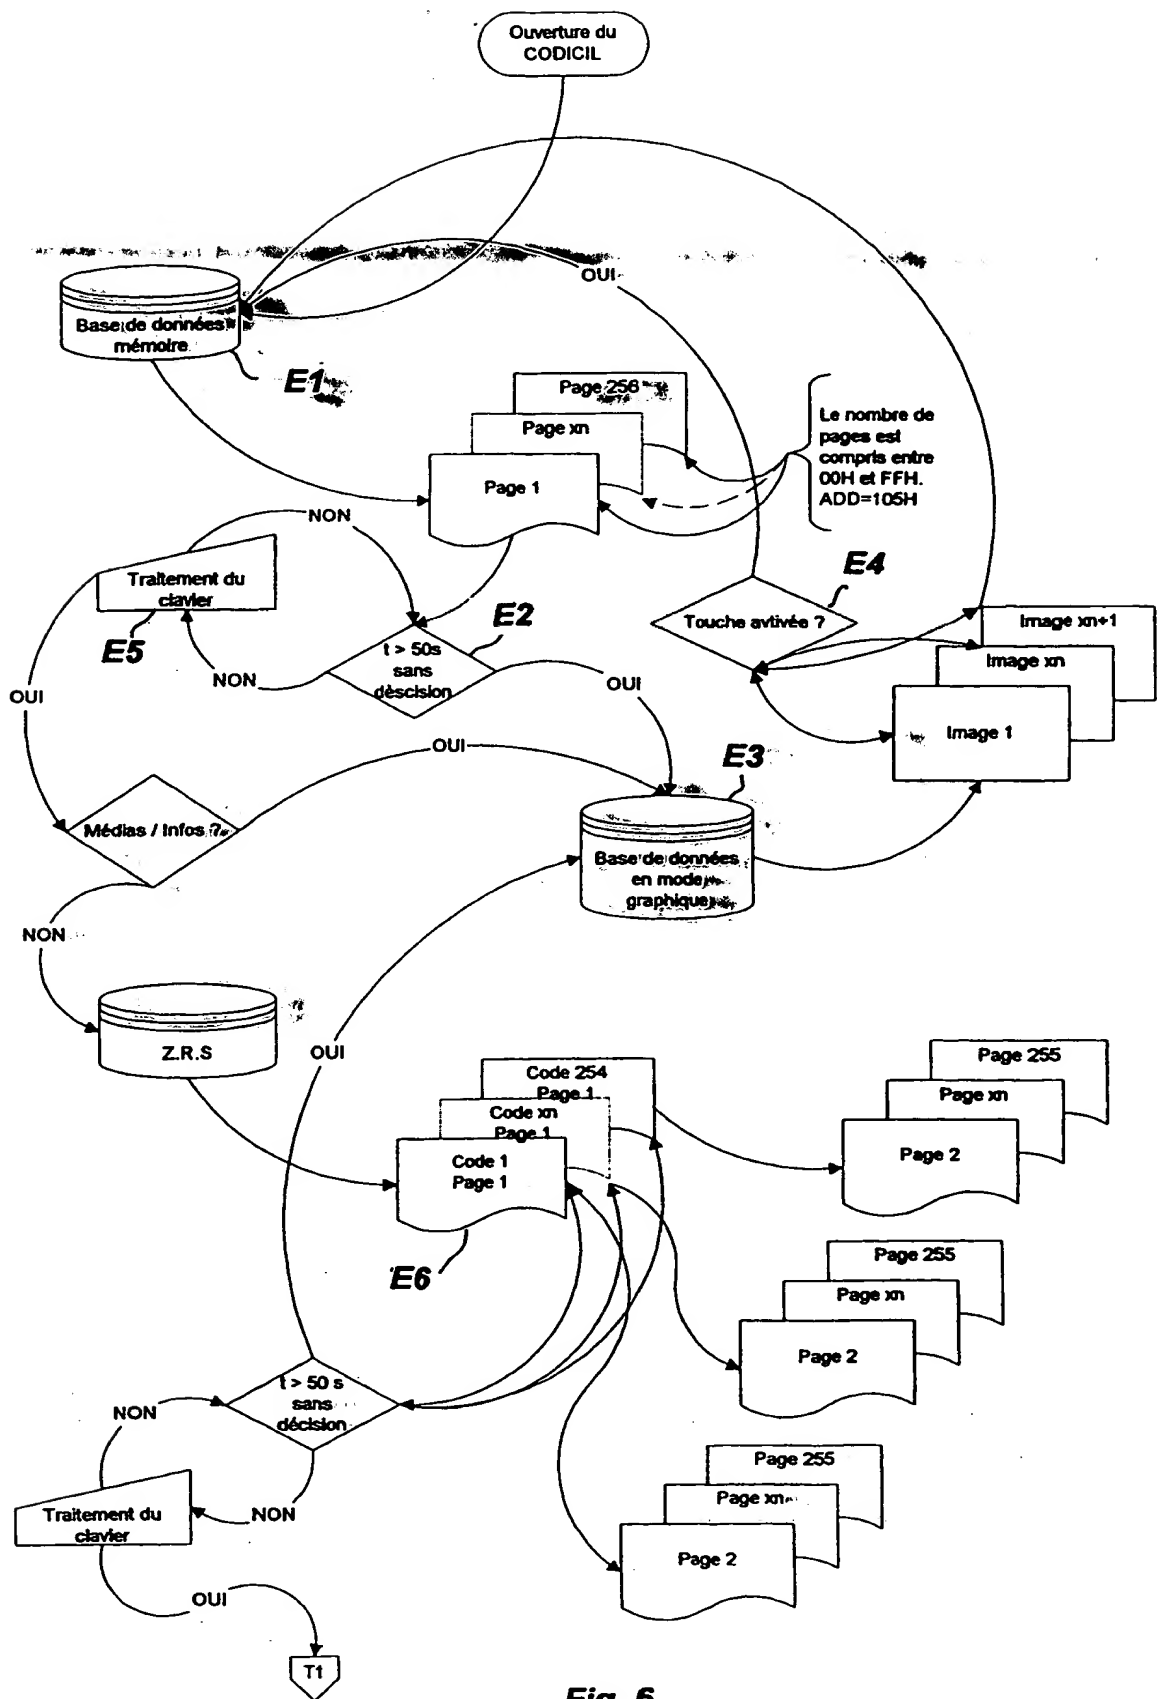 Ouverture du
CODICIL
OUI
Base de données
mémoire
E1
Page 256
Page xn
Page 1
Le nombre de
pages est
compris entre
00H et FFH.
ADD=105H
NON
Traitement du
clavier
E5
E2
t > 50s
sans
dèscision
NON
OUI
E4
Touche avtivée ?
Image xn+1
Image xn
Image 1
OUI
OUI
E3
Médias / Infos ?
Base de données
en mode
graphique
NON
Z.R.S
OUI
Code 254
Page 1
Code xn
Page 1
Code 1
Page 1
E6
Page 255
Page xn
Page 2
Page 255
Page xn
Page 2
t > 50 s
sans
décision
NON
NON
Traitement du
clavier
Page 255
Page xn
Page 2
OUI
T1
Fig. 6